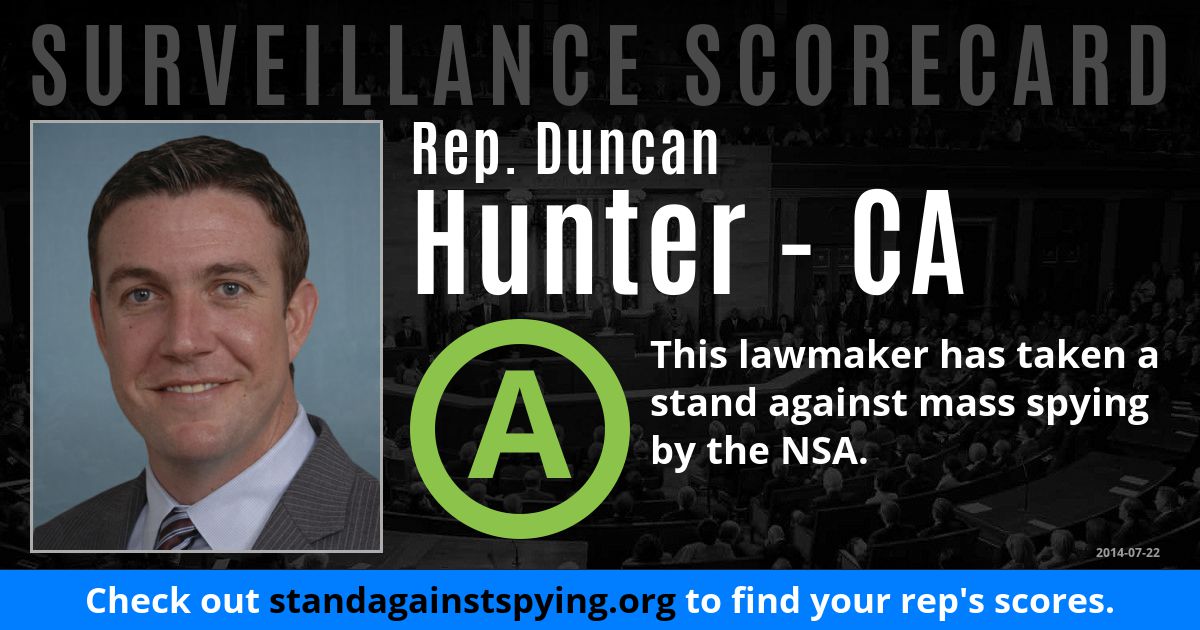 SURVEILLANCE SCORECARD
Rep. Duncan
Hunter - CA
A
This lawmaker has taken a
stand against mass spying
by the NSA.
2014-07-22
Check out standagainstspying.org to find your rep's scores.